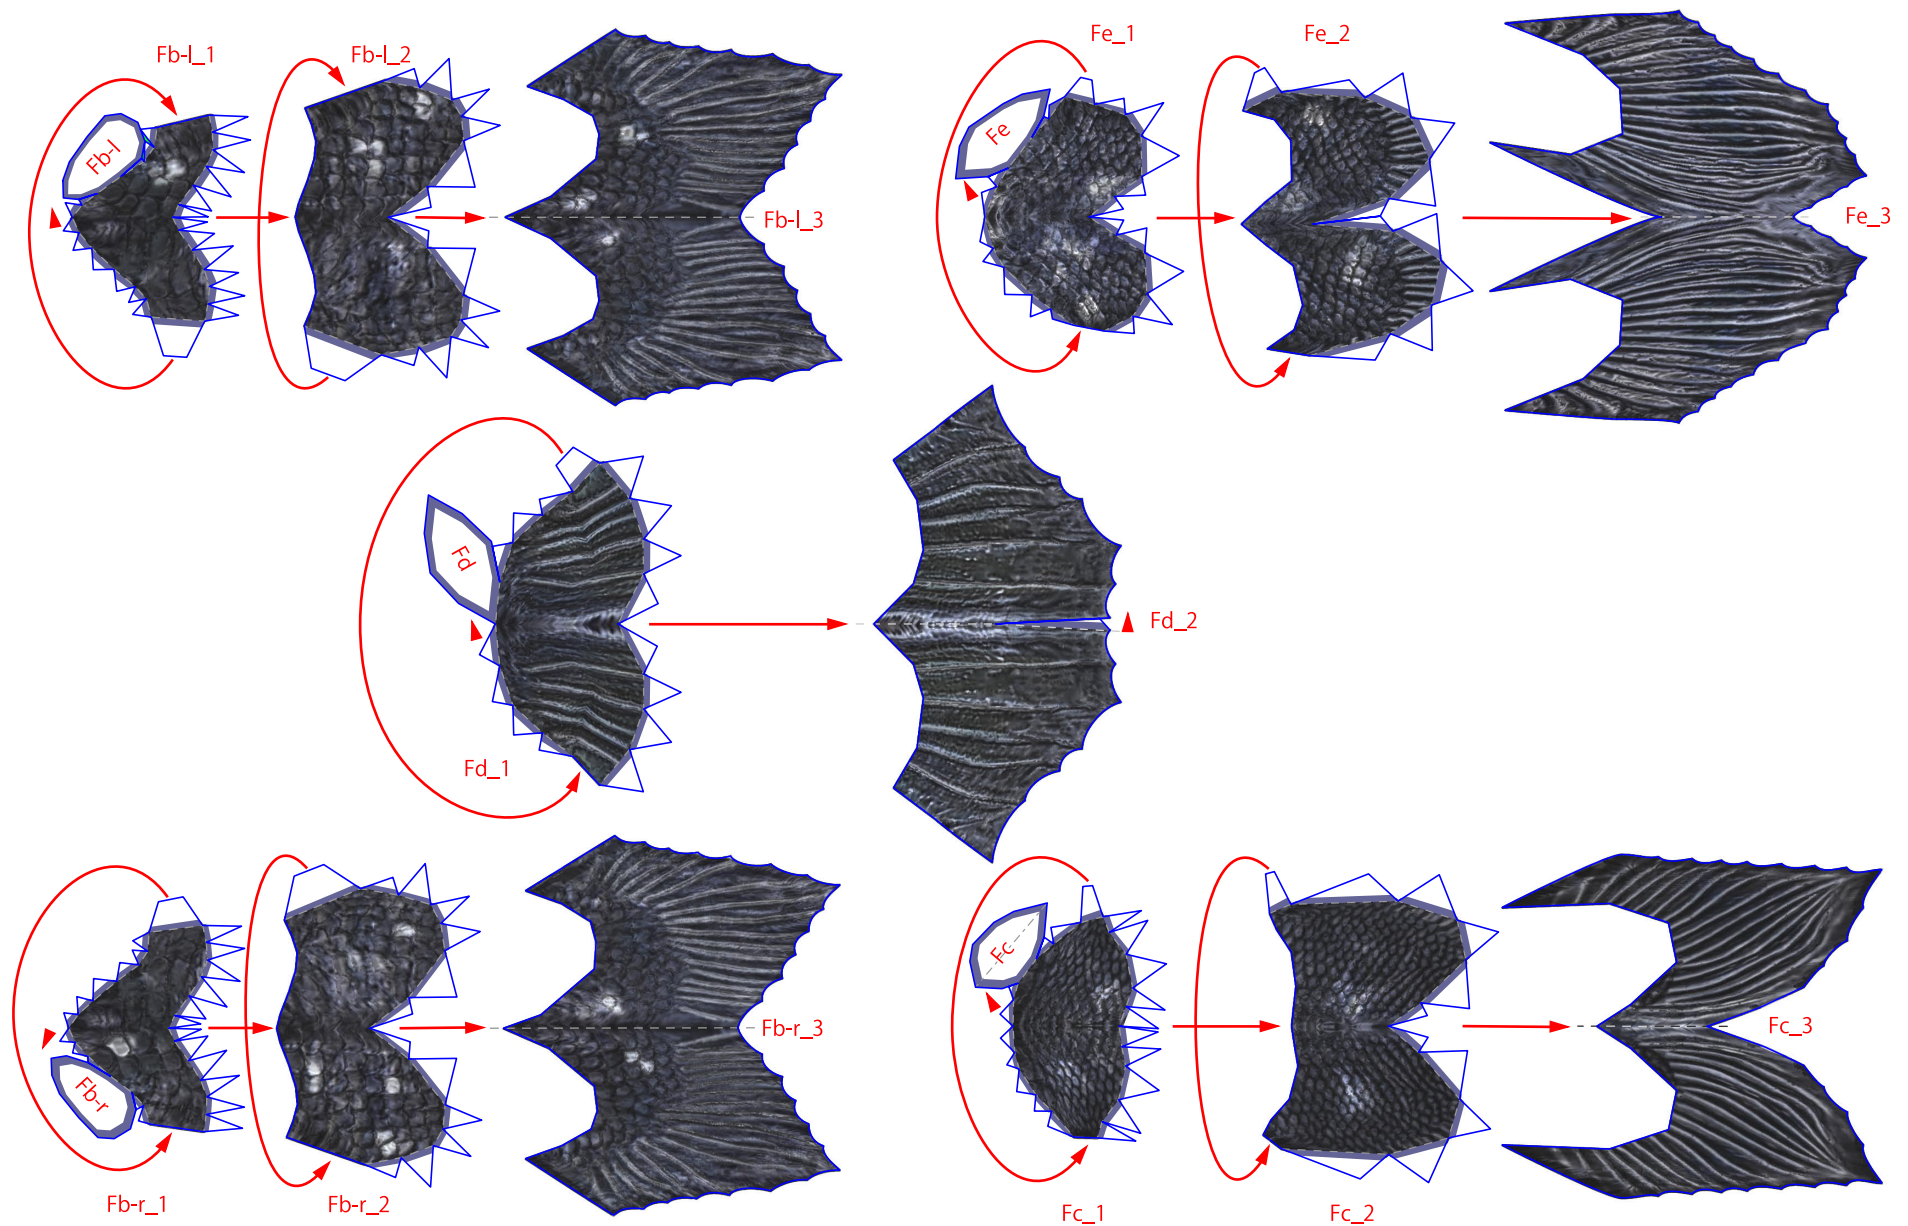 Fb-l_1
Fb-l_2
Fb-l
Fb-l_3
Fe_1
Fe_2
Fe
Fe_3
Fd
Fd_1
Fd_2
Fb-r
Fb-r_1
Fb-r_2
Fb-r_3
Fc
Fc_1
Fc_2
Fc_3